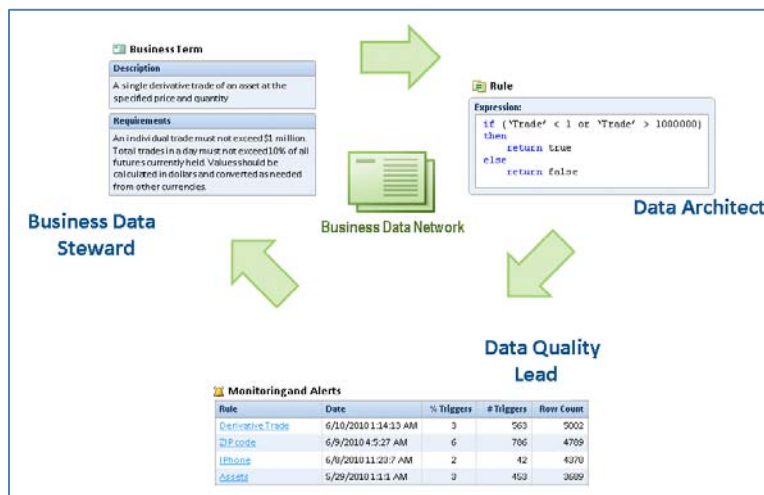 Business Term
Description
A single derivative trade of an asset at the
specified price and quantity
Requirements
An individual trade must not exceed $1 million.
Total trades in a day must not exceed 10% of all
futures currently held. Values should be
calculated in dollars and converted as needed
from other currencies.
Rule
Expression:
if ('Trade' < 1 or 'Trade' > 1000000)
then
return true
else
return false
Business Data
Steward
Business Data Network
Data Architect
Data Quality
Lead
Monitoring and Alerts
Rule Date % Triggers # Triggers Row Count
Derivative Trade 6/10/2010 1:14:13 AM 3 563 5002
ZIP code 6/9/2010 4:5:27 AM 6 706 4789
IPhone 6/8/2010 11:23:7 AM 2 42 4378
Assets 5/29/2010 1:1:1 AM 3 453 3689